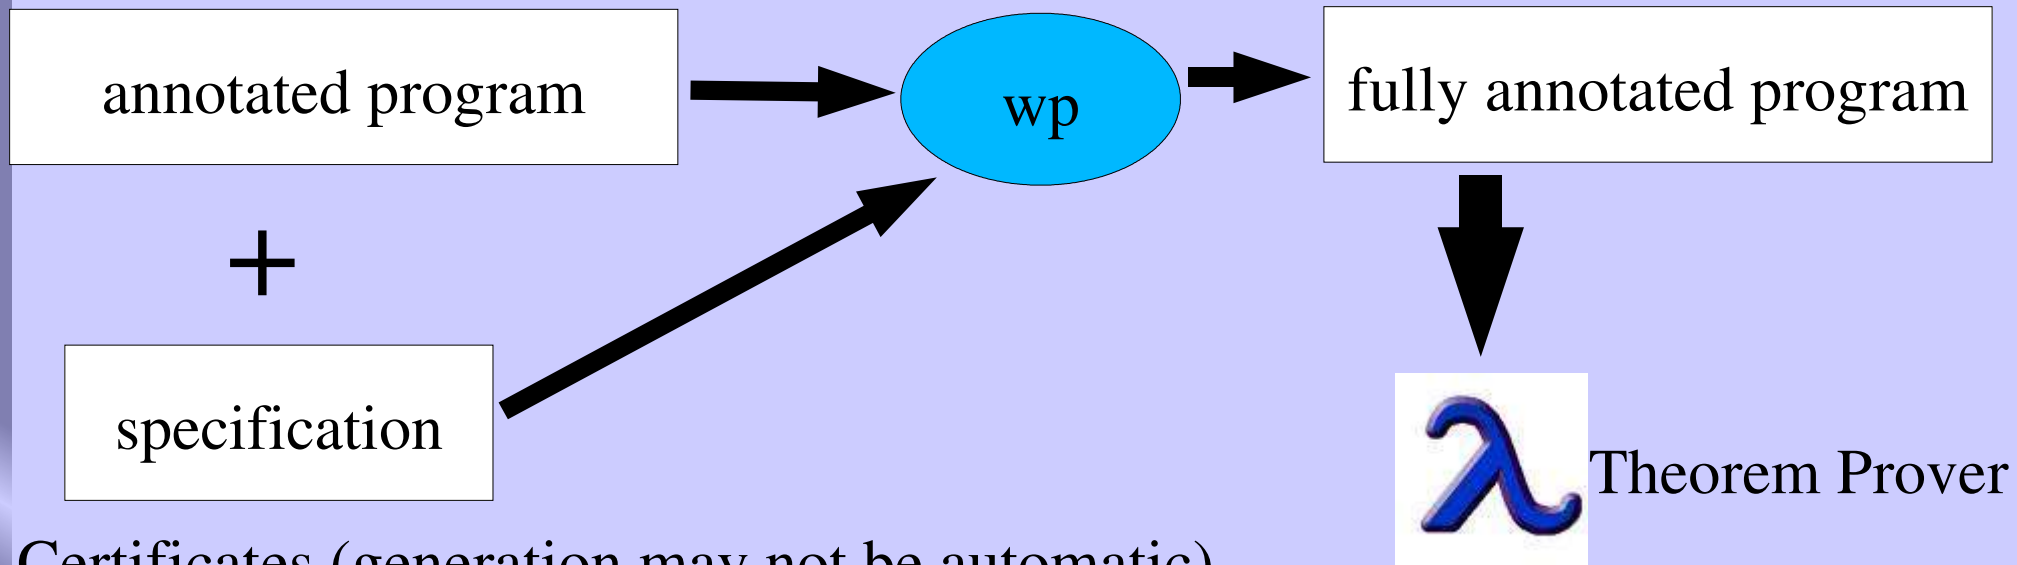 annotated program
wp
fully annotated program
+
specification
λ
Theorem Prover
Certificates (generation may not be automatic)